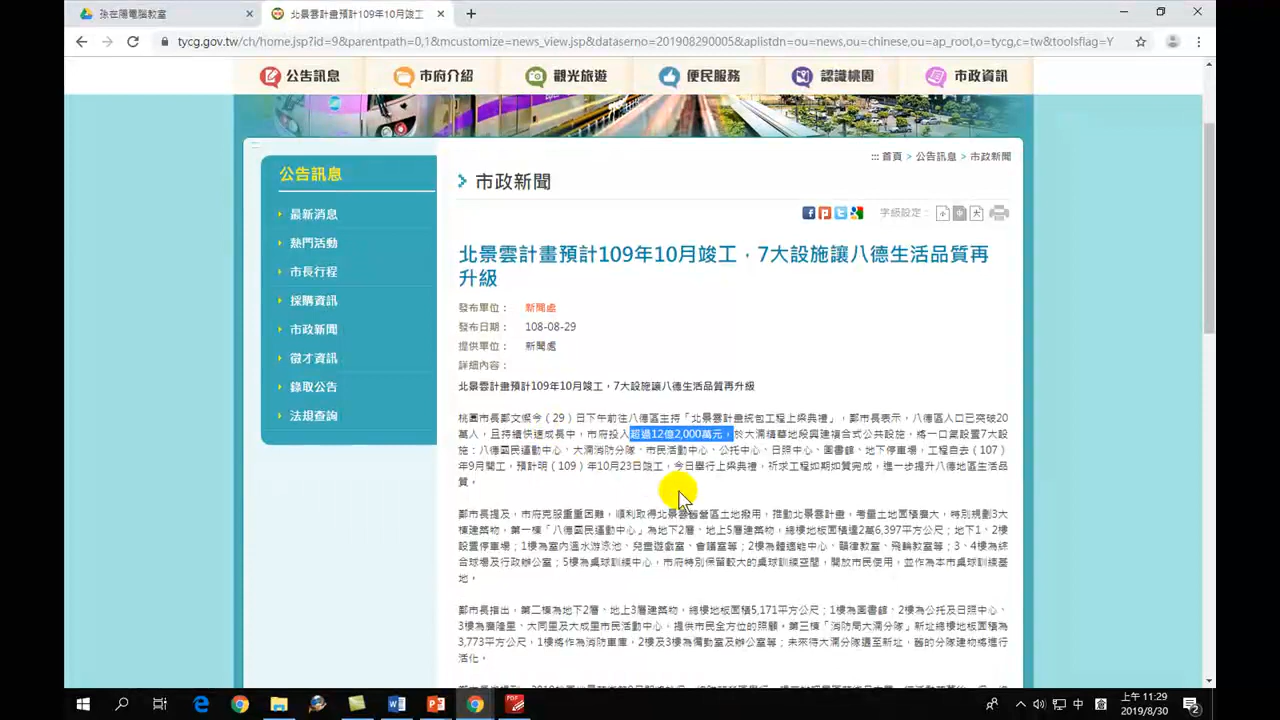 孫在陽電腦教室
北景雲計畫預計109年10月竣工
tycg.gov.tw/ch/home.jsp?id=9&parentpath=0,1&mcustomize=news_view.jsp&dataserno=201908290005&aplistdn=ou=news,ou=chinese,ou=ap_root,o=tycg,c=tw&toolsflag=Y
公告訊息 市府介紹 觀光旅遊 便民服務 認識桃園 市政資訊
::: 首頁 > 公告訊息 > 市政新聞
公告訊息
最新消息
熱門活動
市長行程
採購資訊
市政新聞
徵才資訊
錄取公告
法規查詢
市政新聞
字級設定：
北景雲計畫預計109年10月竣工，7大設施讓八德生活品質再
升級
發布單位： 新聞處
發布日期： 108-08-29
提供單位： 新聞處
詳細內容：
北景雲計畫預計109年10月竣工，7大設施讓八德生活品質再升級
桃園市長鄭文燦今（29）日下午前往八德區主持「北景雲計畫統包工程上梁典禮」，鄭市長表示，八德區人口已突破20
萬人，且持續快速成長中，市府投入超過12億2,000萬元，於大湳精華地段興建複合式公共設施，將一口氣設置7大設
施：八德國民運動中心、大湳消防分隊、市民活動中心、公托中心、日照中心、圖書館、地下停車場，工程自去（107）
年9月開工，預計明（109）年10月23日竣工，今日舉行上梁典禮，祈求工程如期如質完成，進一步提升八德地區生活品
質。
鄭市長提及，市府克服重重困難，順利取得北景雲舊營區土地撥用，推動北景雲計畫，考量土地面積廣大，特別規劃3大
棟建築物，第一棟「八德國民運動中心」為地下2層、地上5層建築物，總樓地板面積達2萬6,397平方公尺；地下1、2樓
設置停車場；1樓為室內溫水游泳池、兒童遊戲室、會議室等；2樓為體適能中心、韻律教室、飛輪教室等；3、4樓為綜
合球場及行政辦公室；5樓為桌球訓練中心，市府特別保留較大的桌球訓練空間，開放市民使用，並作為本市桌球訓練基
地。
鄭市長指出，第二棟為地下2層、地上3層建築物，總樓地板面積5,171平方公尺；1樓為圖書館、2樓為公托及日照中心、
3樓為廣隆里、大同里及大成里市民活動中心，提供市民全方位的照顧。第三棟「消防局大湳分隊」新址總樓地板面積為
3,773平方公尺，1樓將作為消防車庫，2樓及3樓為備勤室及辦公室等；未來待大湳分隊遷至新址，舊的分隊建物將進行
活化。
中
上午 11:29
2019/8/30